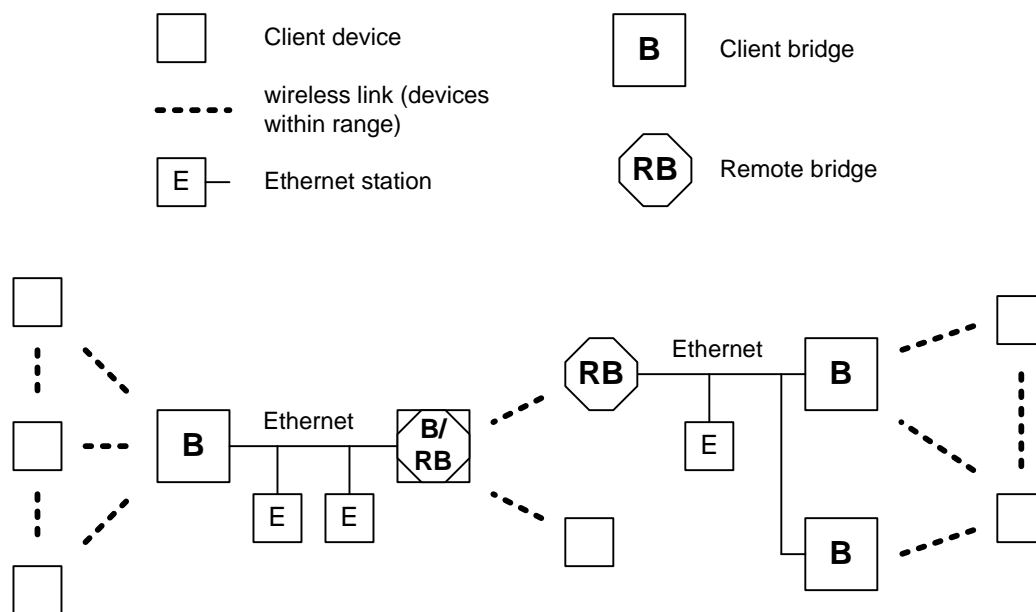 Client device
B
Client bridge
wireless link (devices
within range)
E
Ethernet station
RB
Remote bridge
Ethernet
RB
B
Ethernet
B
B/
RB
E
E
E
B